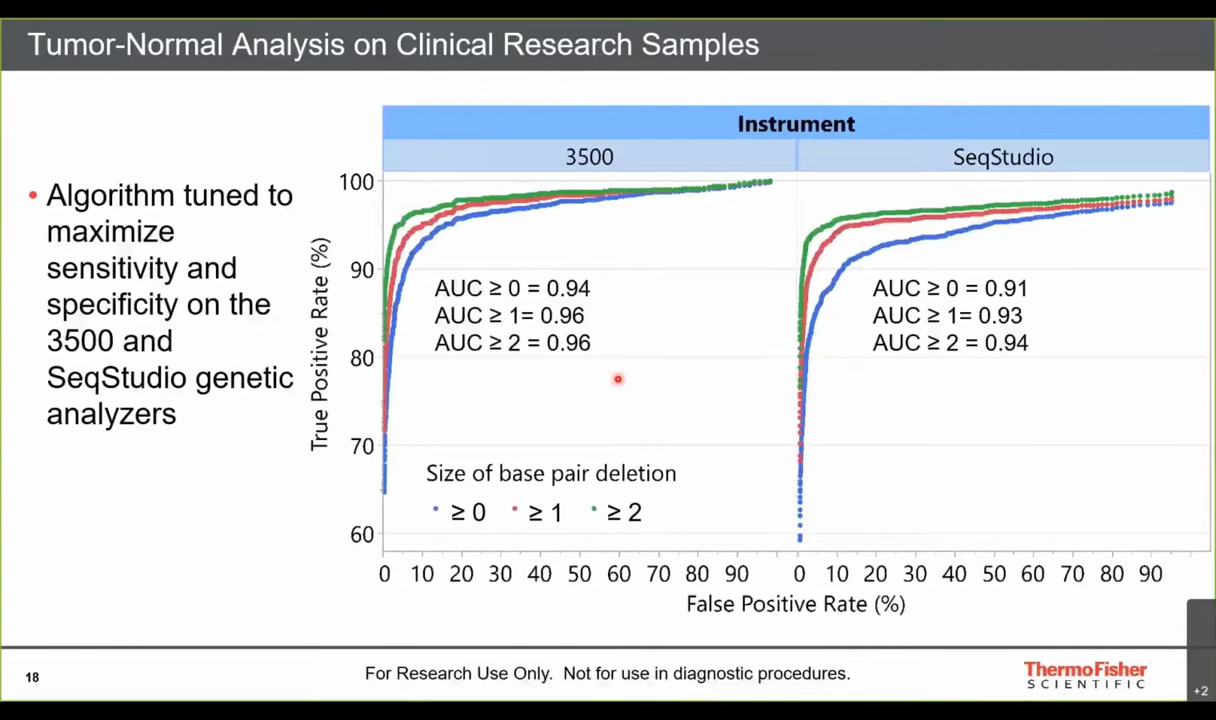 Tumor-Normal Analysis on Clinical Research Samples
• Algorithm tuned to
maximize
sensitivity and
specificity on the
3500 and
SeqStudio genetic
analyzers
Instrument
3500
SeqStudio
True Positive Rate (%)
100
90
80
70
60
AUC ≥ 0 = 0.94
AUC ≥ 1= 0.96
AUC ≥ 2 = 0.96
AUC ≥ 0 = 0.91
AUC ≥ 1= 0.93
AUC ≥ 2 = 0.94
Size of base pair deletion
≥ 0 ≥ 1 ≥ 2
0 10 20 30 40 50 60 70 80 90
0 10 20 30 40 50 60 70 80 90
False Positive Rate (%)
18
For Research Use Only. Not for use in diagnostic procedures.
ThermoFisher
SCIENTIFIC
+2